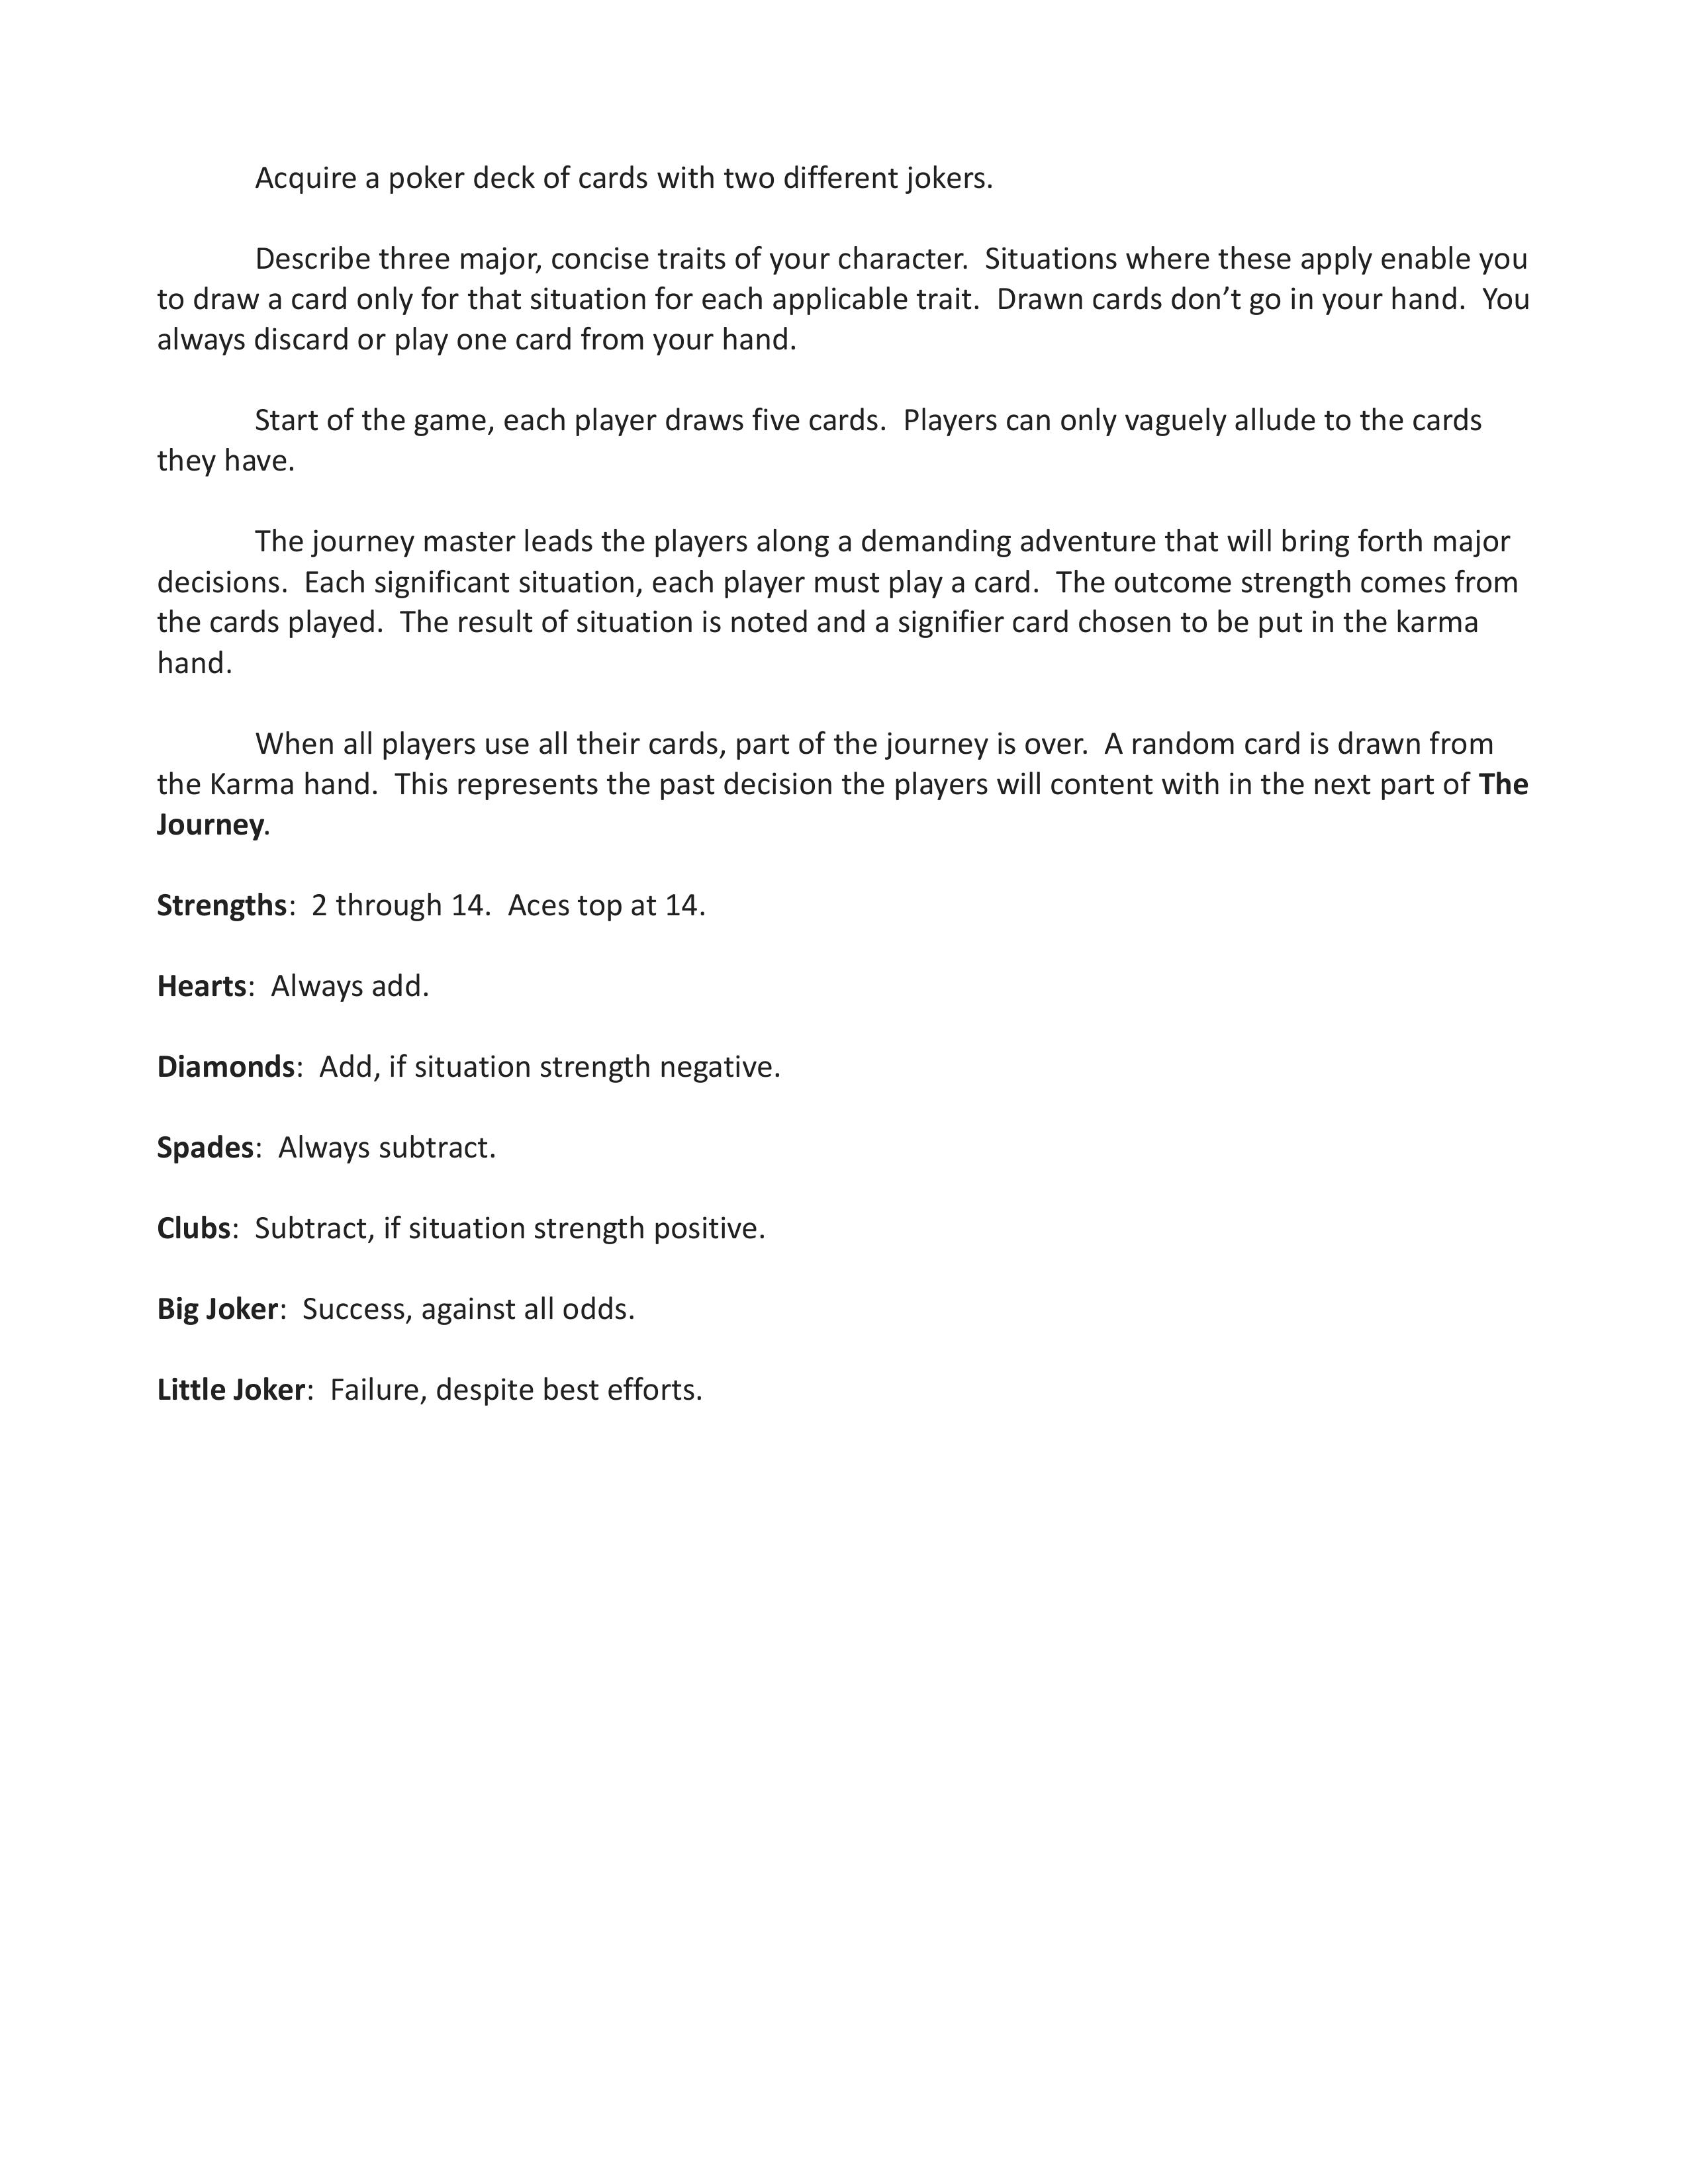 Acquire a poker deck of cards with two different jokers.
Describe three major, concise traits of your character.  Situations where these apply enable you
to draw a card only for that situation for each applicable trait.  Drawn cards don’t go in your hand.  You
always discard or play one card from your hand.
Start of the game, each player draws five cards.  Players can only vaguely allude to the cards
they have.
The journey master leads the players along a demanding adventure that will bring forth major
decisions.  Each significant situation, each player must play a card.  The outcome strength comes from
the cards played.  The result of situation is noted and a signifier card chosen to be put in the karma
hand.
When all players use all their cards, part of the journey is over.  A random card is drawn from
the Karma hand.  This represents the past decision the players will content with in the next part of The
Journey.
Strengths:  2 through 14.  Aces top at 14.
Hearts:  Always add.
Diamonds:  Add, if situation strength negative.
Spades:  Always subtract.
Clubs:  Subtract, if situation strength positive.
Big Joker:  Success, against all odds.
Little Joker:  Failure, despite best efforts.